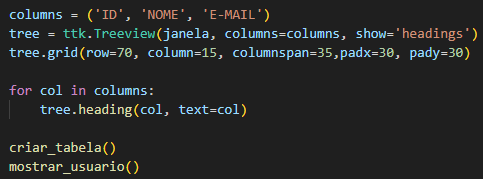 columns = ('ID', 'NOME', 'E-MAIL')
tree = ttk.Treeview(janela, columns=columns, show='headings')
tree.grid(row=70, column=15, columnspan=35,padx=30, pady=30)
for col in columns:
    tree.heading(col, text=col)
criar_tabela()
mostrar_usuario()